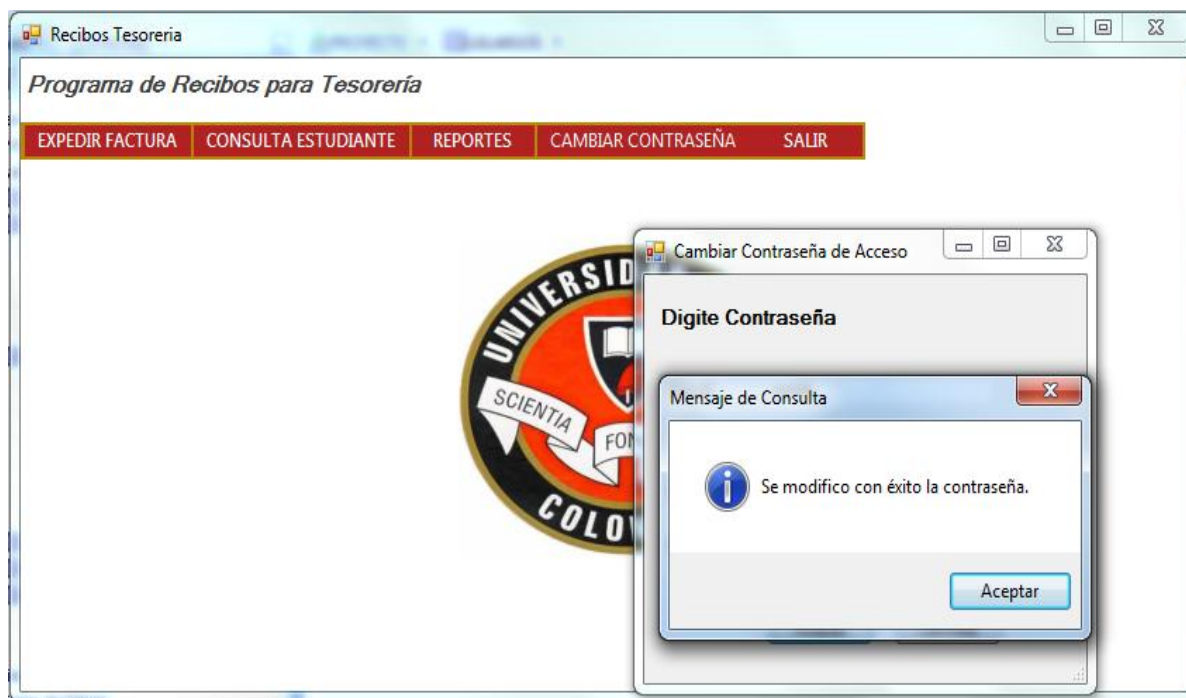 Recibos Tesoreria
Programa de Recibos para Tesorería
EXPEDIR FACTURA CONSULTA ESTUDIANTE REPORTES CAMBIAR CONTRASEÑA SALIR
Cambiar Contraseña de Acceso
Digite Contraseña
Mensaje de Consulta
Se modifico con éxito la contraseña.
Aceptar
SCIENTIA